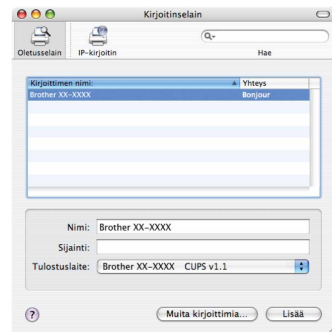 Kirjoitinselain
Oletusselain IP-kirjoitin Hae
Kirjoittimen nimi: Yhteys
Brother XX-XXXX Bonjour
Nimi: Brother XX-XXXX
Sijainti:
Tulostuslaite: Brother XX-XXXX CUPS v1.1
? Muita kirjoittimia... Lisää